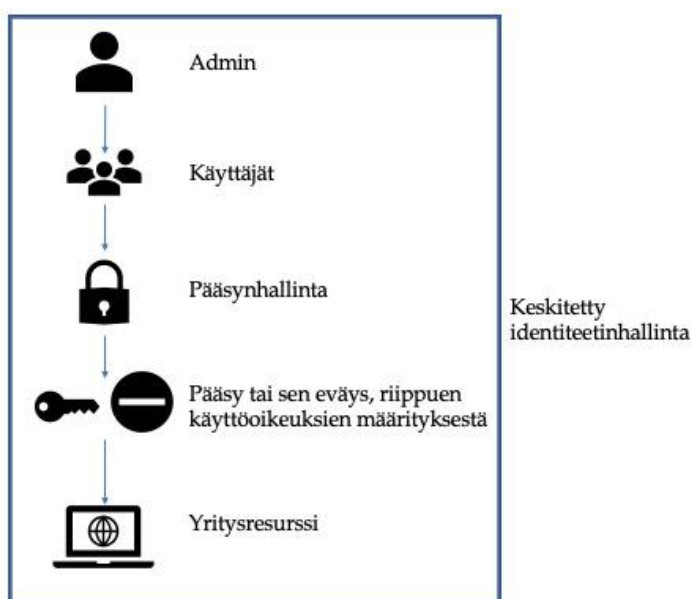 Admin
Käyttäjät
Pääsynhallinta
Keskitetty
identiteetinhallinta
Pääsy tai sen eväys, riippuen
käyttöoikeuksien määrityksestä
Yritysresurssi